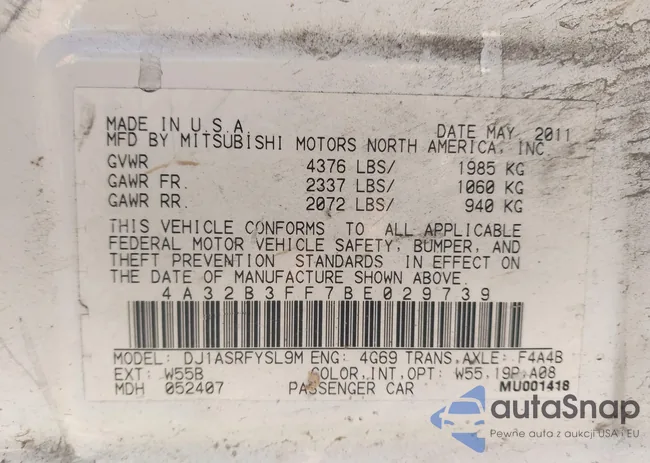 MADE IN U.S.A. DATE MAY, 2011
MFD BY MITSUBISHI MOTORS NORTH AMERICA, INC
GVWR 4376 LBS/ 1985 KG
GAWR FR. 2337 LBS/ 1060 KG
GAWR RR. 2072 LBS/ 940 KG
THIS VEHICLE CONFORMS TO ALL APPLICABLE
FEDERAL MOTOR VEHICLE SAFETY, BUMPER, AND
THEFT PREVENTION STANDARDS IN EFFECT ON
THE DATE OF MANUFACTURE SHOWN ABOVE.
4A32B3FF7BE029739
MODEL: DJ1ASRFYSL9M ENG: 4G69 TRANS.AXLE: F4A4B
EXT: W55B COLOR.INT.OPT: W55.19P.A08
MDH 052407 PASSENGER CAR MU001418
autoSnap
Pewne auta z aukcji USA i EU